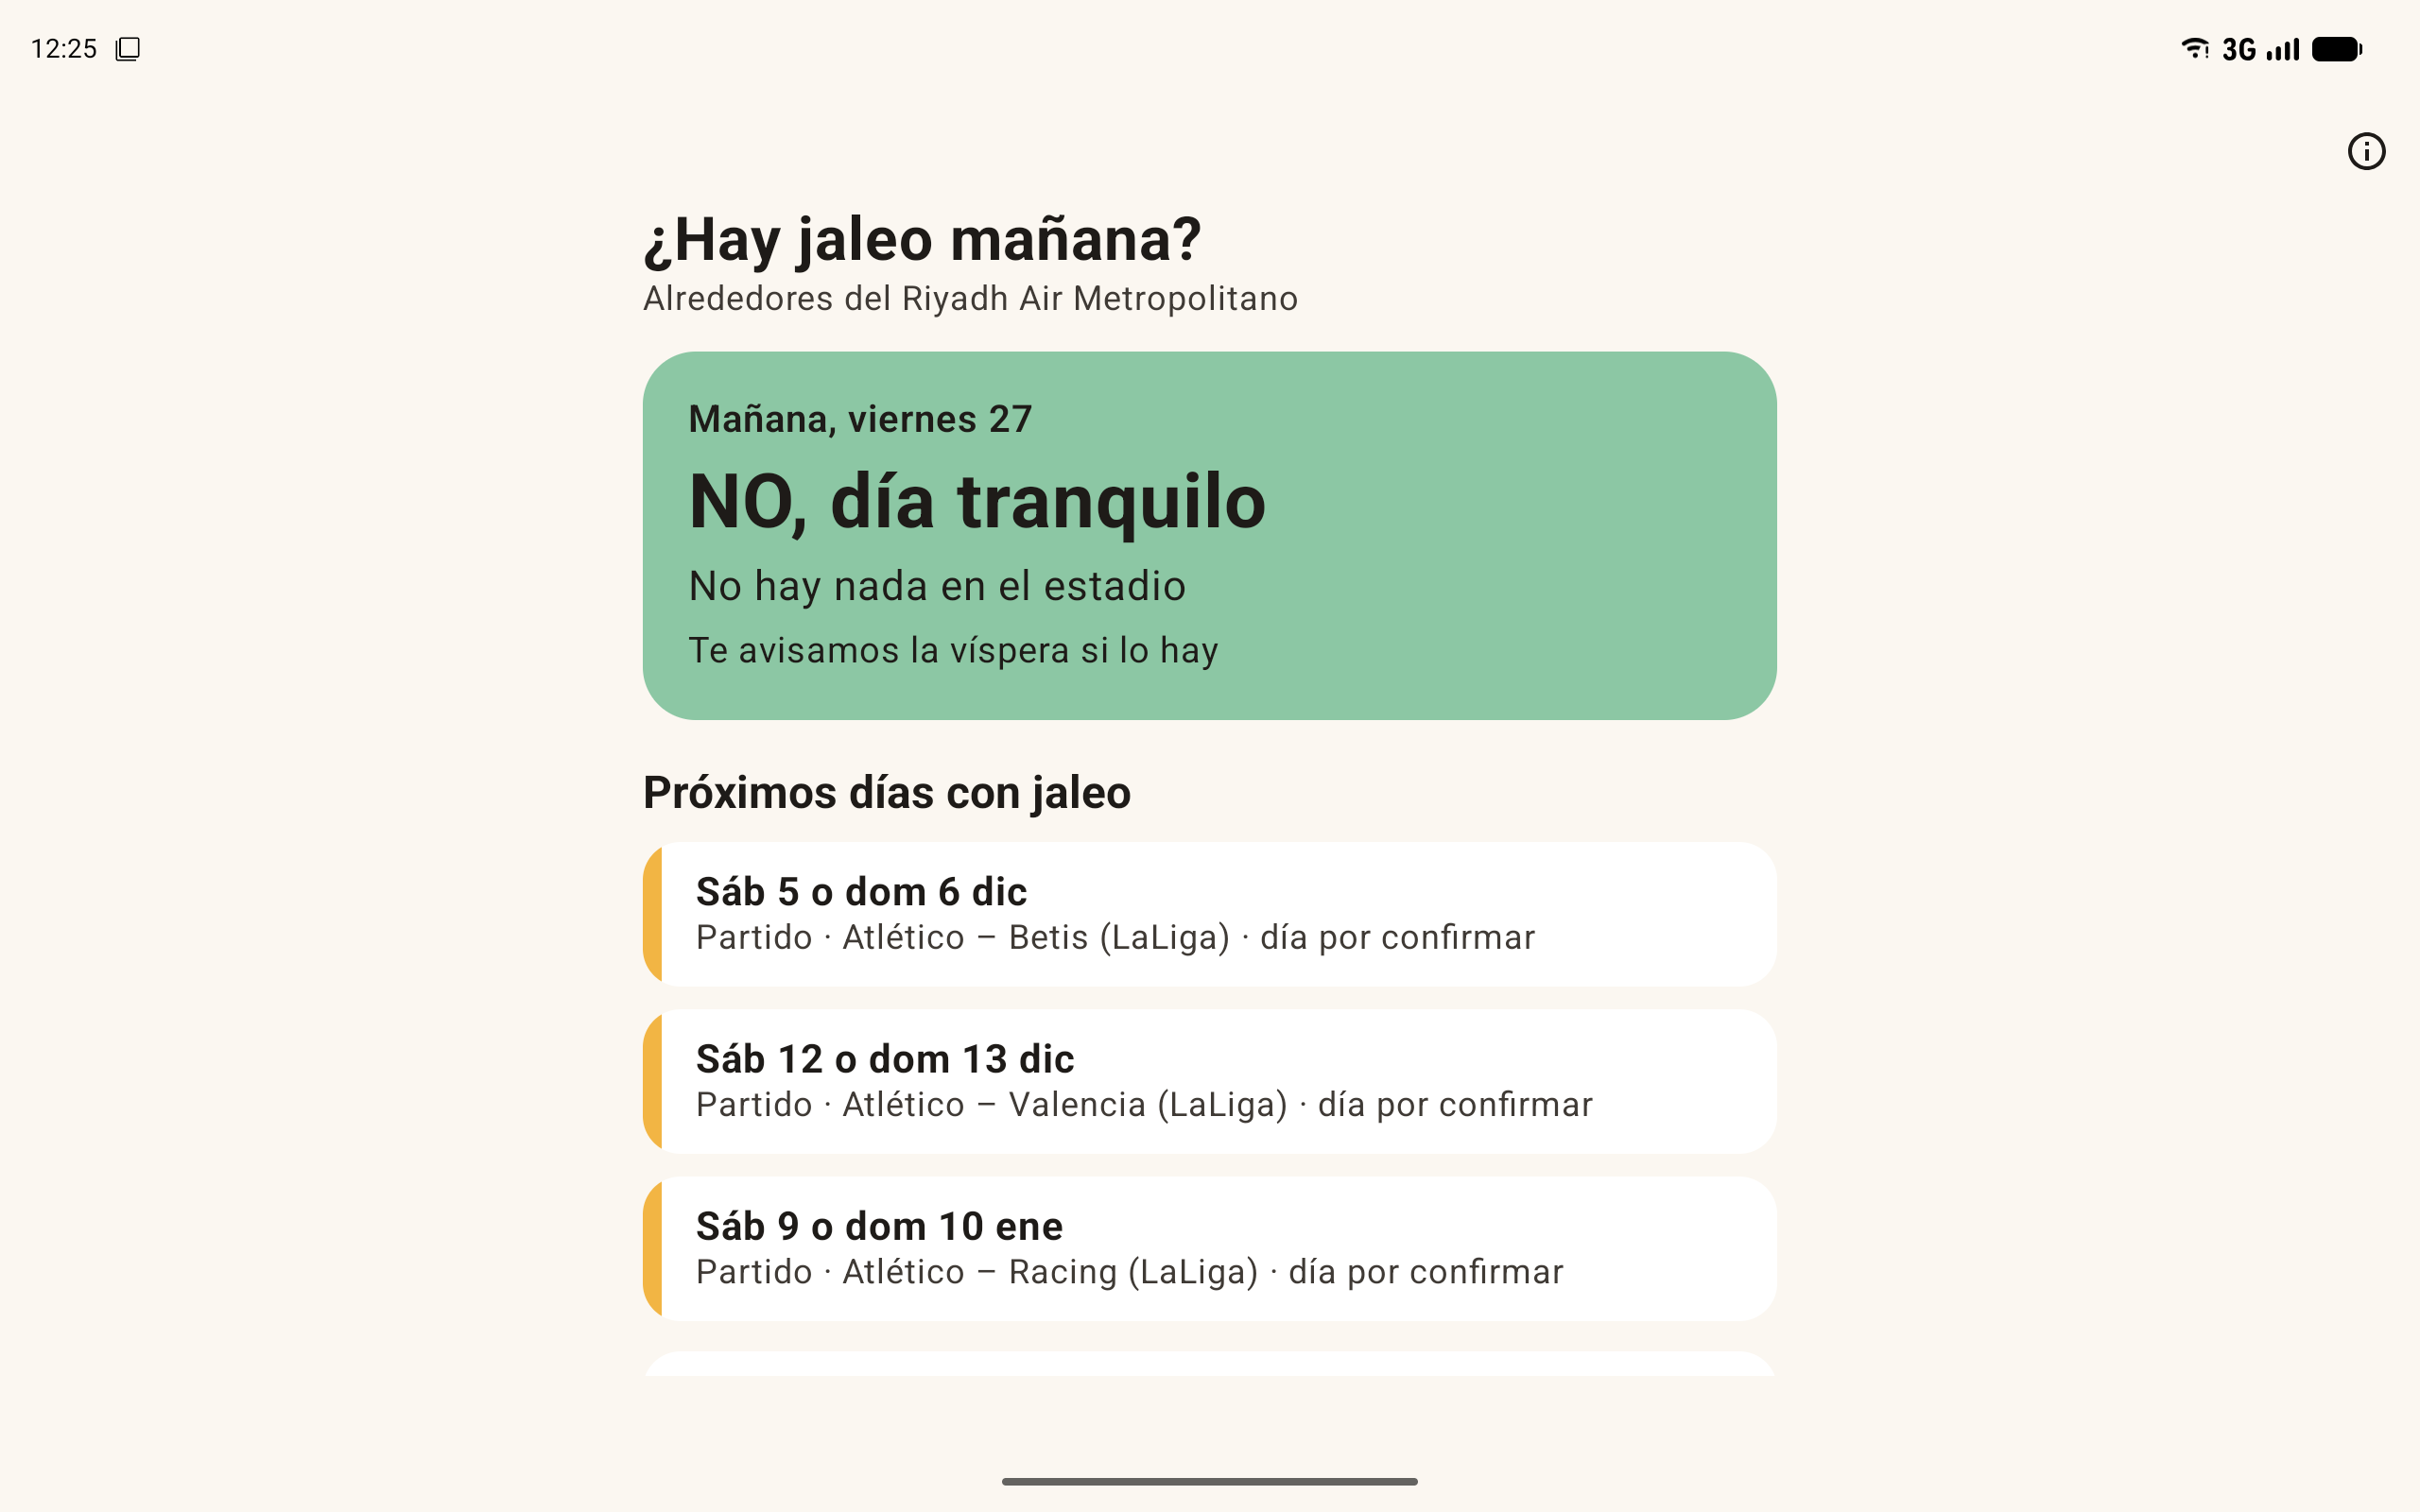 12:25
3G
¿Hay jaleo mañana?
Alrededores del Riyadh Air Metropolitano
Mañana, viernes 27
NO, día tranquilo
No hay nada en el estadio
Te avisamos la víspera si lo hay
Próximos días con jaleo
Sáb 5 o dom 6 dic
Partido · Atlético – Betis (LaLiga) · día por confirmar
Sáb 12 o dom 13 dic
Partido · Atlético – Valencia (LaLiga) · día por confirmar
Sáb 9 o dom 10 ene
Partido · Atlético – Racing (LaLiga) · día por confirmar